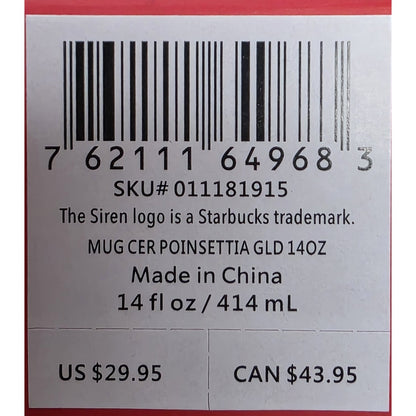 7 62111 64968 3
SKU# 011181915
The Siren logo is a Starbucks trademark.
MUG CER POINSETTIA GLD 14OZ
Made in China
14 fl oz / 414 mL
US $29.95 CAN $43.95